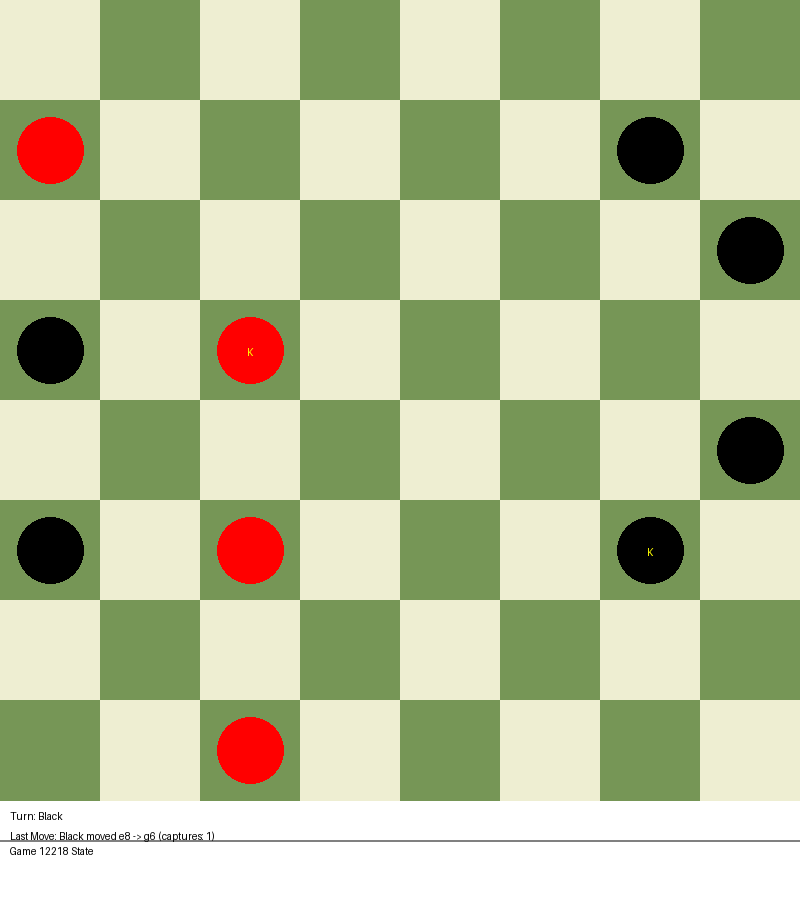 K
K
Turn: Black
Last Move: Black moved e8 -> g6 (captures: 1)
Game 12218 State